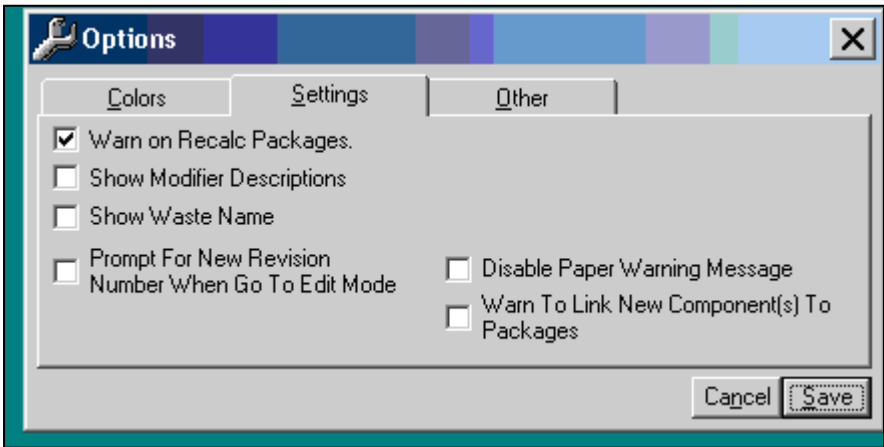 Options
Colors
Settings
Other
Warn on Recalc Packages.
Show Modifier Descriptions
Show Waste Name
Prompt For New Revision
Number When Go To Edit Mode
Disable Paper Warning Message
Warn To Link New Component(s) To
Packages
Cancel
Save